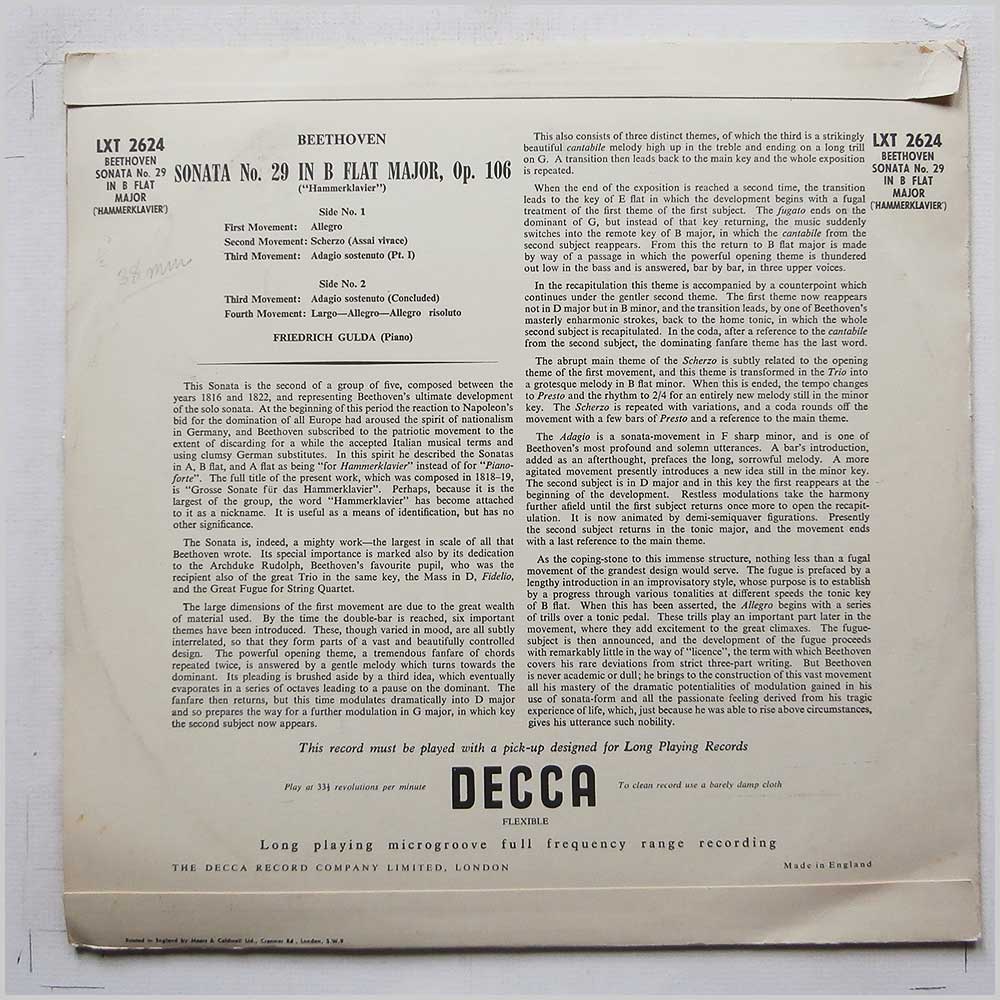 LXT 2624
BEETHOVEN
SONATA No. 29
IN B FLAT
MAJOR
('HAMMERKLAVIER')
38 min
BEETHOVEN
SONATA No. 29 IN B FLAT MAJOR, Op. 106
("Hammerklavier")
Side No. 1
First Movement: Allegro
Second Movement: Scherzo (Assai vivace)
Third Movement: Adagio sostenuto (Pt. I)
Side No. 2
Third Movement: Adagio sostenuto (Concluded)
Fourth Movement: Largo—Allegro—Allegro risoluto
FRIEDRICH GULDA (Piano)
This Sonata is the second of a group of five, composed between the
years 1816 and 1822, and representing Beethoven's ultimate development
of the solo sonata. At the beginning of this period the reaction to Napoleon's
bid for the domination of all Europe had aroused the spirit of nationalism
in Germany, and Beethoven subscribed to the patriotic movement to the
extent of discarding for a while the accepted Italian musical terms and
using clumsy German substitutes. In this spirit he described the Sonatas
in A, B flat, and A flat as being "for Hammerklavier" instead of for "Piano-
forte". The full title of the present work, which was composed in 1818-19,
is "Grosse Sonate für das Hammerklavier". Perhaps, because it is the
largest of the group, the word "Hammerklavier" has become attached
to it as a nickname. It is useful as a means of identification, but has no
other significance.
The Sonata is, indeed, a mighty work—the largest in scale of all that
Beethoven wrote. Its special importance is marked also by its dedication
to the Archduke Rudolph, Beethoven's favourite pupil, who was the
recipient also of the great Trio in the same key, the Mass in D, Fidelio,
and the Great Fugue for String Quartet.
The large dimensions of the first movement are due to the great wealth
of material used. By the time the double-bar is reached, six important
themes have been introduced. These, though varied in mood, are all subtly
interrelated, so that they form parts of a vast and beautifully controlled
design. The powerful opening theme, a tremendous fanfare of chords
repeated twice, is answered by a gentle melody which turns towards the
dominant. Its pleading is brushed aside by a third idea, which eventually
evaporates in a series of octaves leading to a pause on the dominant. The
fanfare then returns, but this time modulates dramatically into D major
and so prepares the way for a further modulation in G major, in which key
the second subject now appears.
This also consists of three distinct themes, of which the third is a strikingly
beautiful cantabile melody high up in the treble and ending on a long trill
on G. A transition then leads back to the main key and the whole exposition
is repeated.
When the end of the exposition is reached a second time, the transition
leads to the key of E flat in which the development begins with a fugal
treatment of the first theme of the first subject. The fugato ends on the
dominant of G, but instead of that key returning, the music suddenly
switches into the remote key of B major, in which the cantabile from the
second subject reappears. From this the return to B flat major is made
by way of a passage in which the powerful opening theme is thundered
out low in the bass and is answered, bar by bar, in three upper voices.
In the recapitulation this theme is accompanied by a counterpoint which
continues under the gentler second theme. The first theme now reappears
not in D major but in B minor, and the transition leads, by one of Beethoven's
masterly enharmonic strokes, back to the home tonic, in which the whole
second subject is recapitulated. In the coda, after a reference to the cantabile
from the second subject, the dominating fanfare theme has the last word.
The abrupt main theme of the Scherzo is subtly related to the opening
theme of the first movement, and this theme is transformed in the Trio into
a grotesque melody in B flat minor. When this is ended, the tempo changes
to Presto and the rhythm to 2/4 for an entirely new melody still in the minor
key. The Scherzo is repeated with variations, and a coda rounds off the
movement with a few bars of Presto and a reference to the main theme.
The Adagio is a sonata-movement in F sharp minor, and is one of
Beethoven's most profound and solemn utterances. A bar's introduction,
added as an afterthought, prefaces the long, sorrowful melody. A more
agitated movement presently introduces a new idea still in the minor key.
The second subject is in D major and in this key the first reappears at the
beginning of the development. Restless modulations take the harmony
further afield until the first subject returns once more to open the recapit-
ulation. It is now animated by demi-semiquaver figurations. Presently
the second subject returns in the tonic major, and the movement ends
with a last reference to the main theme.
As the coping-stone to this immense structure, nothing less than a fugal
movement of the grandest design would serve. The fugue is prefaced by a
lengthy introduction in an improvisatory style, whose purpose is to establish
by a progress through various tonalities at different speeds the tonic key
of B flat. When this has been asserted, the Allegro begins with a series
of trills over a tonic pedal. These trills play an important part later in the
movement, where they add excitement to the great climaxes. The fugue-
subject is then announced, and the development of the fugue proceeds
with remarkably little in the way of "licence", the term with which Beethoven
covers his rare deviations from strict three-part writing. But Beethoven
is never academic or dull; he brings to the construction of this vast movement
all his mastery of the dramatic potentialities of modulation gained in his
use of sonata-form and all the passionate feeling derived from his tragic
experience of life, which, just because he was able to rise above circumstances,
gives his utterance such nobility.
LXT 2624
BEETHOVEN
SONATA No. 29
IN B FLAT
MAJOR
('HAMMERKLAVIER')
This record must be played with a pick-up designed for Long Playing Records
Play at 33⅓ revolutions per minute
DECCA
To clean record use a barely damp cloth
FLEXIBLE
Long playing microgroove full frequency range recording
THE DECCA RECORD COMPANY LIMITED, LONDON
Made in England
Printed in England by Moore & Caldwell Ltd., Cranmer Rd., London, S.W.9